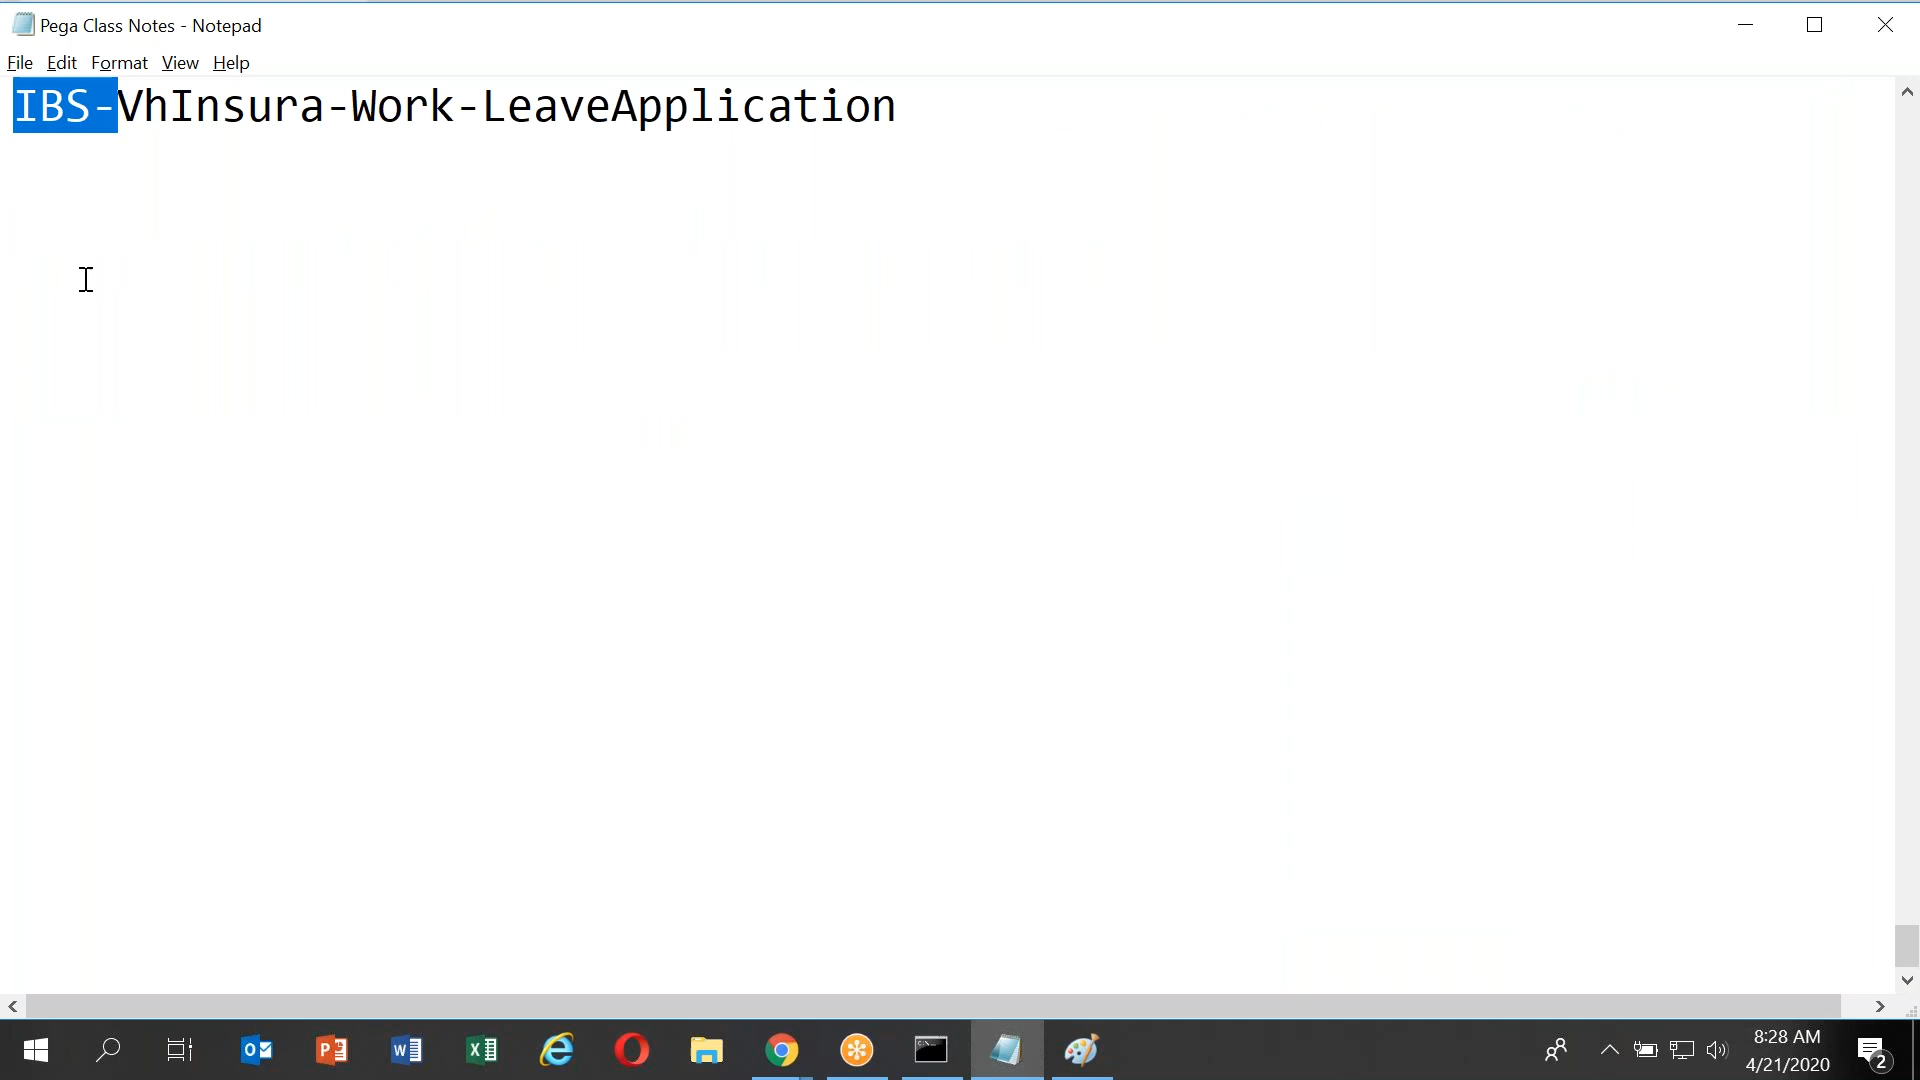 Pega Class Notes - Notepad
File Edit Format View Help
IBS-VhInsura-Work-LeaveApplication
8:28 AM
4/21/2020
2